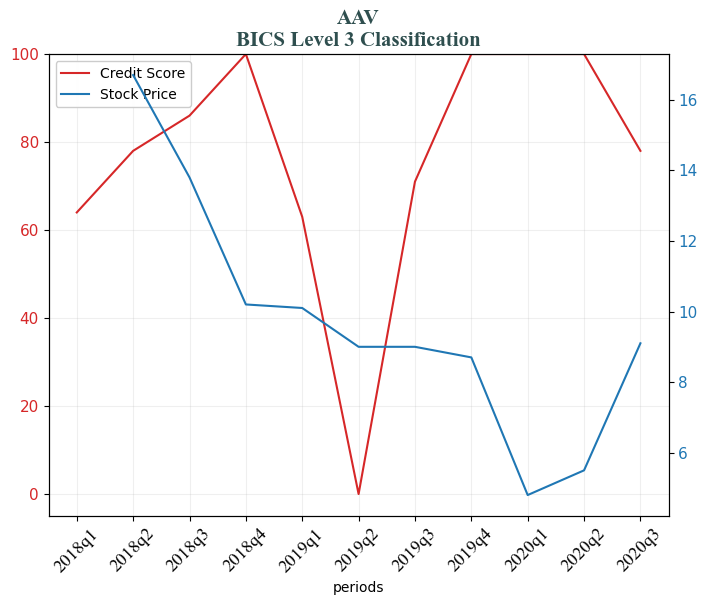 AAV
BICS Level 3 Classification
Credit Score
Stock Price
100
80
60
40
20
0
16
14
12
10
8
6
2018q1
2018q2
2018q3
2018q4
2019q1
2019q2
2019q3
2019q4
2020q1
2020q2
2020q3
periods